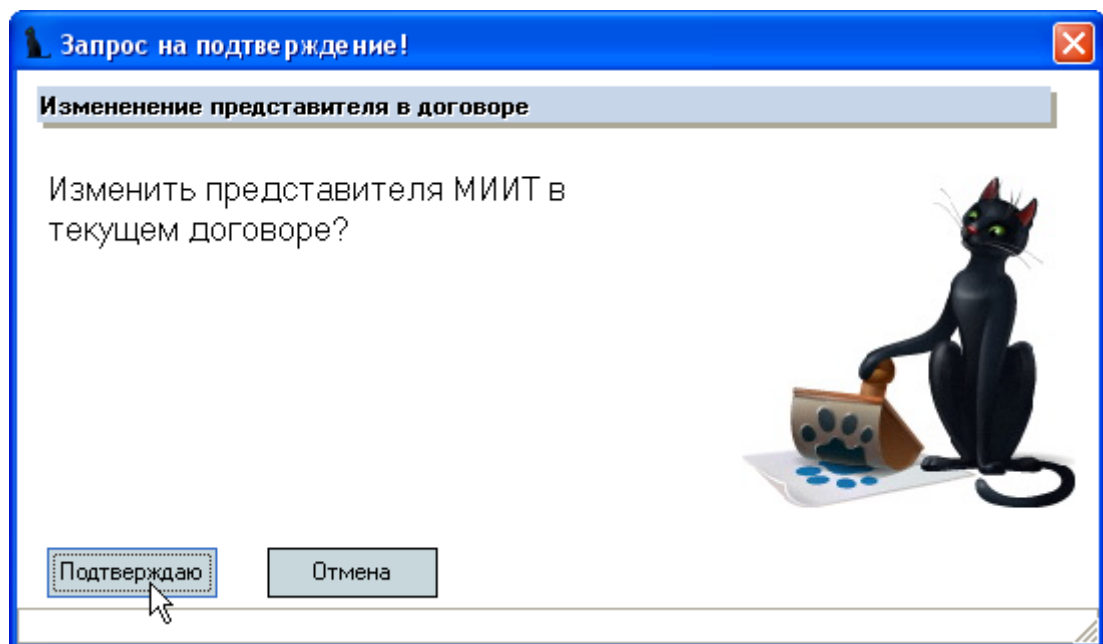 Запрос на подтверждение!
Измененение представителя в договоре
Изменить представителя МИИТ в
текущем договоре?
Подтверждаю
Отмена